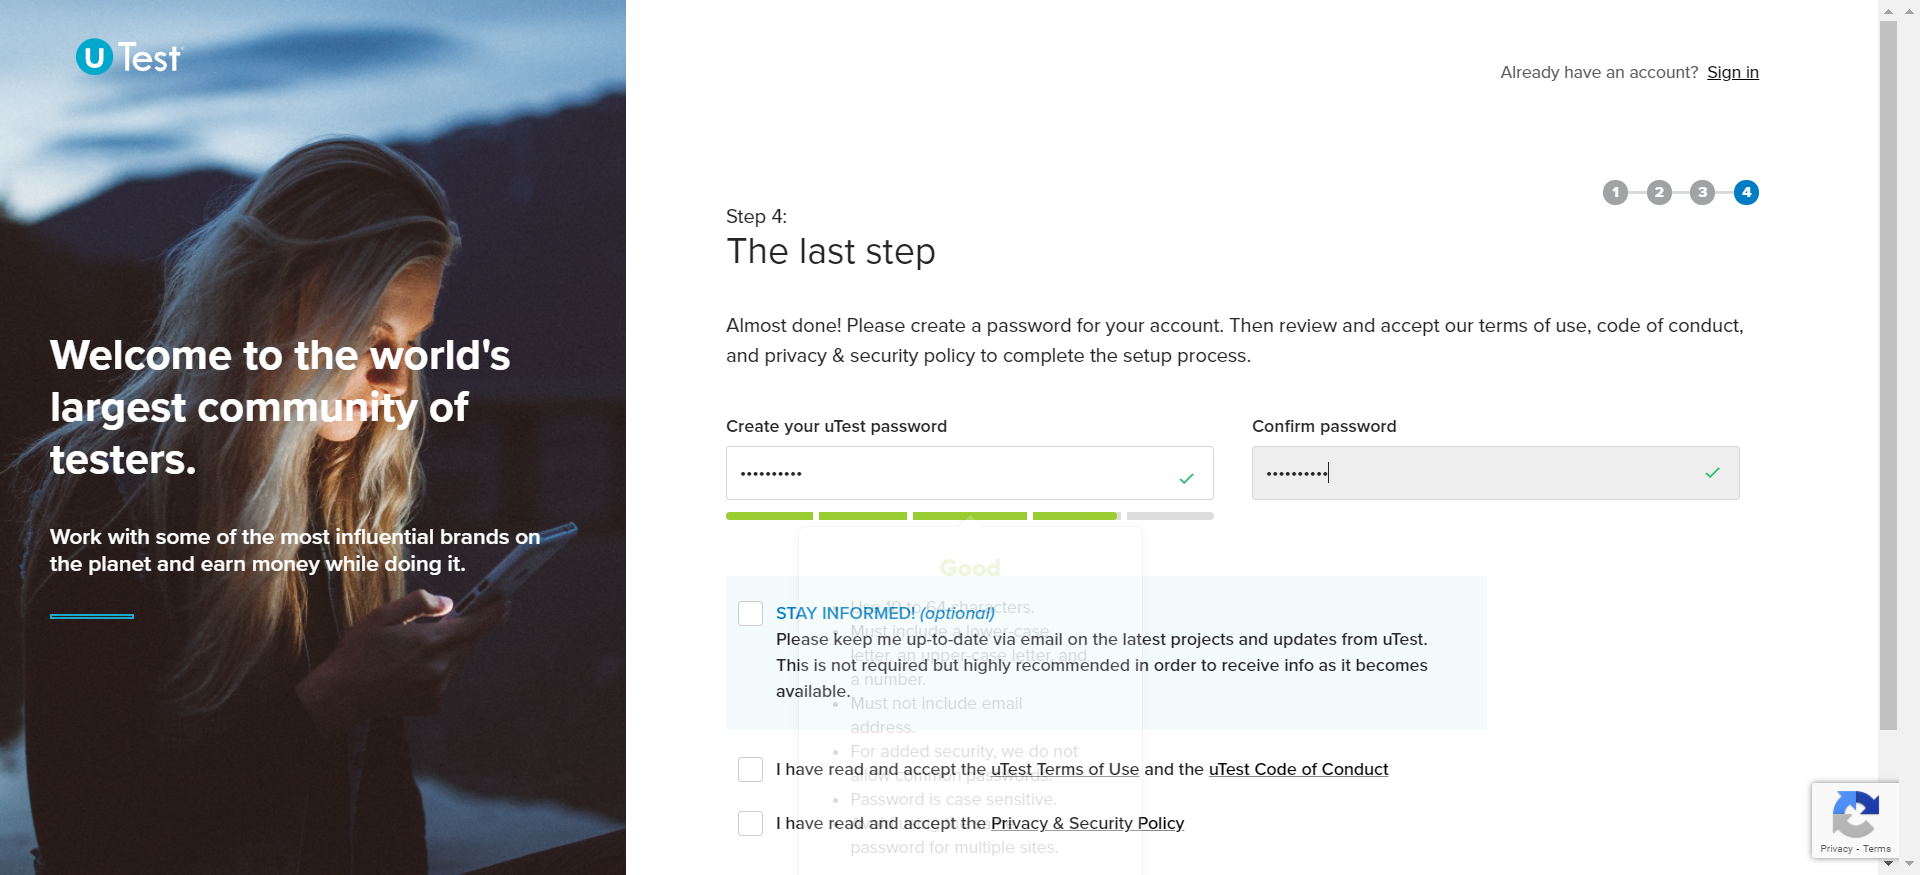 uTest
Already have an account? Sign in
1 2 3 4
Step 4:
The last step
Welcome to the world's
largest community of
testers.
Work with some of the most influential brands on
the planet and earn money while doing it.
Almost done! Please create a password for your account. Then review and accept our terms of use, code of conduct,
and privacy & security policy to complete the setup process.
Create your uTest password
Confirm password
••••••••••
••••••••••
Good
• Use 10 to 64 characters.
• Must include a lower-case
letter, an upper-case letter, and
a number.
• Must not include email
address.
• For added security, we do not
allow common passwords.
• Password is case sensitive.
password for multiple sites.
STAY INFORMED! (optional)
Please keep me up-to-date via email on the latest projects and updates from uTest.
This is not required but highly recommended in order to receive info as it becomes
available.
I have read and accept the uTest Terms of Use and the uTest Code of Conduct
I have read and accept the Privacy & Security Policy
Privacy - Terms